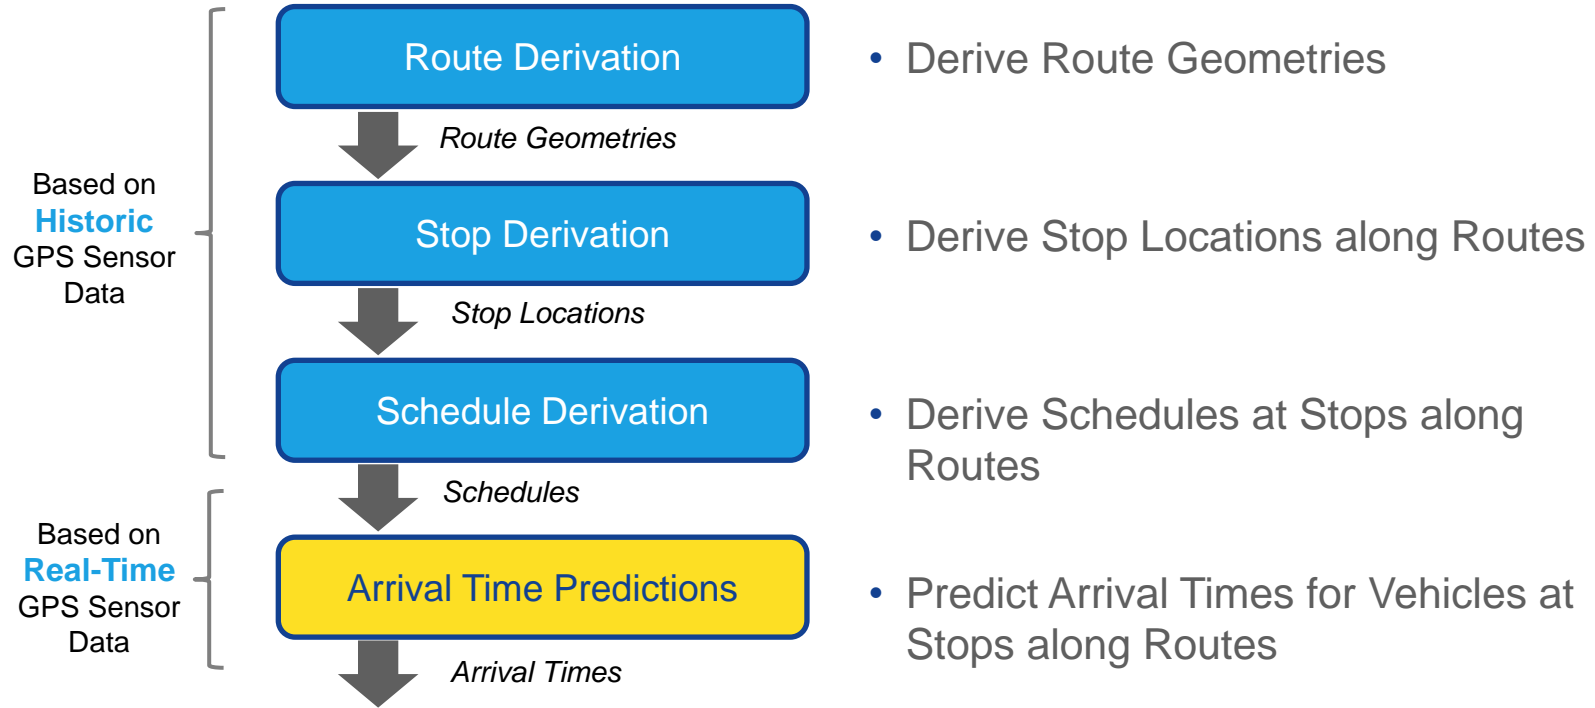 Route Derivation
• Derive Route Geometries
Route Geometries
Based on
Historic
GPS Sensor
Data
Stop Derivation
• Derive Stop Locations along Routes
Stop Locations
Schedule Derivation
• Derive Schedules at Stops along
Routes
Schedules
Based on
Real-Time
GPS Sensor
Data
Arrival Time Predictions
• Predict Arrival Times for Vehicles at
Stops along Routes
Arrival Times